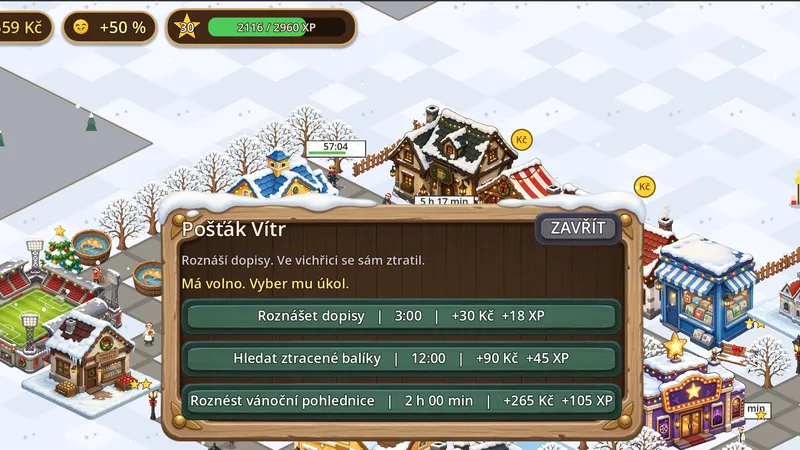 59 Kč
+50 %
30
2116 / 2960 XP
57:04
Kč
Kč
5 h 17 min
Pošťák Vítr
ZAVŘÍT
Roznáší dopisy. Ve vichřici se sám ztratil.
Má volno. Vyber mu úkol.
Roznášet dopisy | 3:00 | +30 Kč +18 XP
Hledat ztracené balíky | 12:00 | +90 Kč +45 XP
Roznést vánoční pohlednice | 2 h 00 min | +265 Kč +105 XP
min